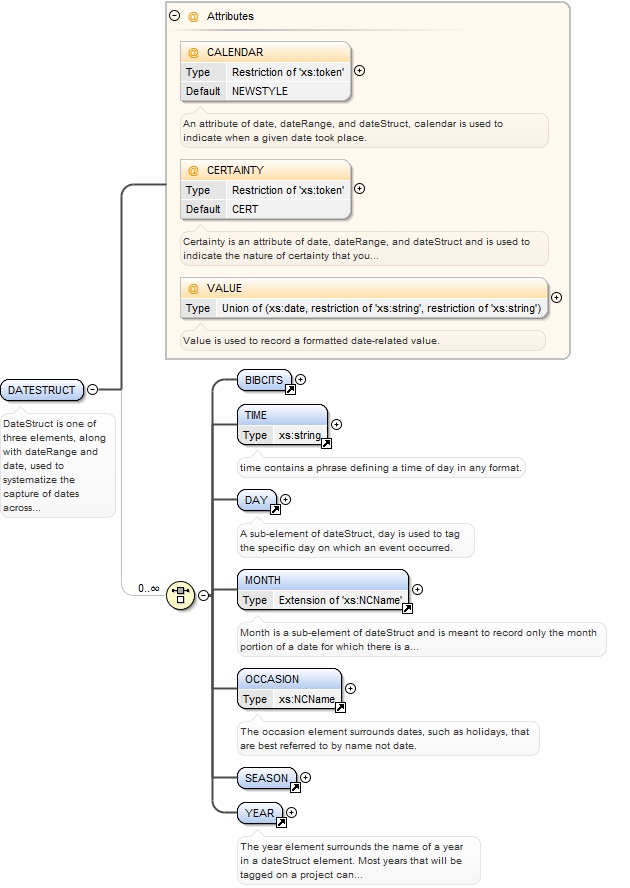 @ Attributes
@ CALENDAR
Type Restriction of 'xs:token'
Default NEWSTYLE
An attribute of date, dateRange, and dateStruct, calendar is used to
indicate when a given date took place.
@ CERTAINTY
Type Restriction of 'xs:token'
Default CERT
Certainty is an attribute of date, dateRange, and dateStruct and is used to
indicate the nature of certainty that you...
@ VALUE
Type Union of (xs:date, restriction of 'xs:string', restriction of 'xs:string')
Value is used to record a formatted date-related value.
DATESTRUCT
DateStruct is one of
three elements, along
with dateRange and
date, used to
systematize the
capture of dates
across...
0..∞
BIBCITS
TIME
Type xs:string
time contains a phrase defining a time of day in any format.
DAY
A sub-element of dateStruct, day is used to tag
the specific day on which an event occurred.
MONTH
Type Extension of 'xs:NCName'
Month is a sub-element of dateStruct and is meant to record only the month
portion of a date for which there is a...
OCCASION
Type xs:NCName
The occasion element surrounds dates, such as holidays, that
are best referred to by name not date.
SEASON
YEAR
The year element surrounds the name of a year
in a dateStruct element. Most years that will be
tagged on a project can...